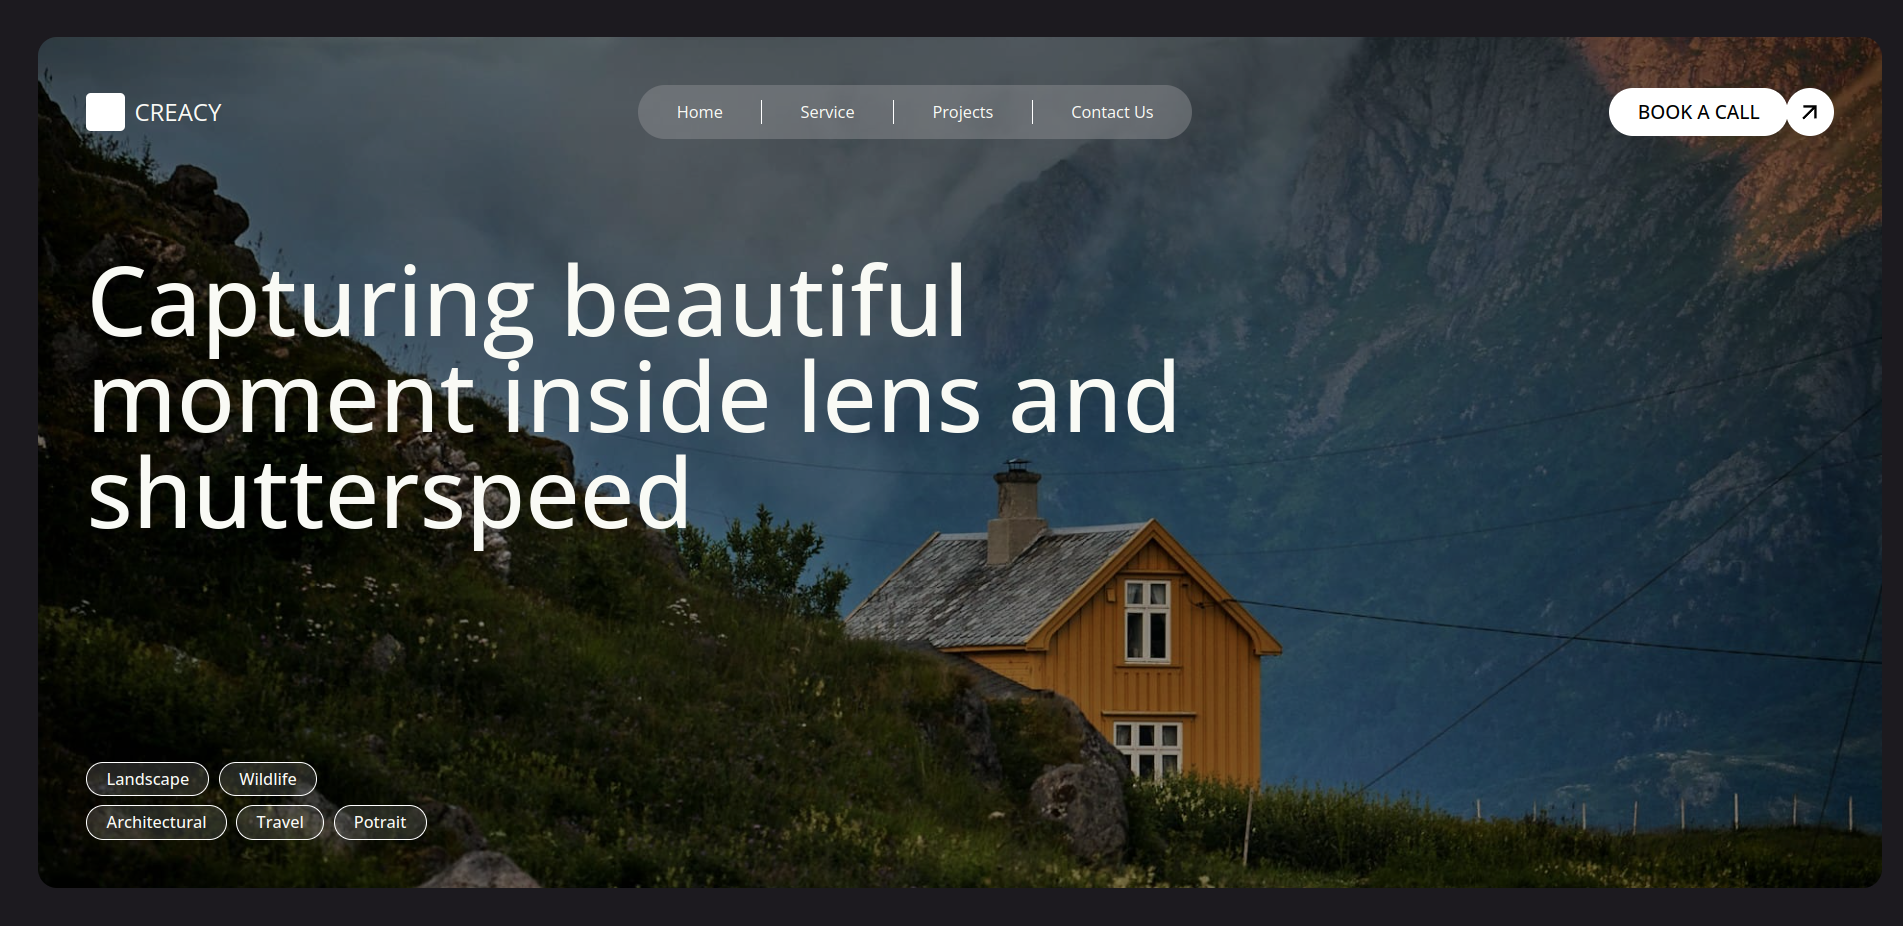 CREACY
Home Service Projects Contact Us
BOOK A CALL
Capturing beautiful
moment inside lens and
shutterspeed
Landscape Wildlife
Architectural Travel Potrait